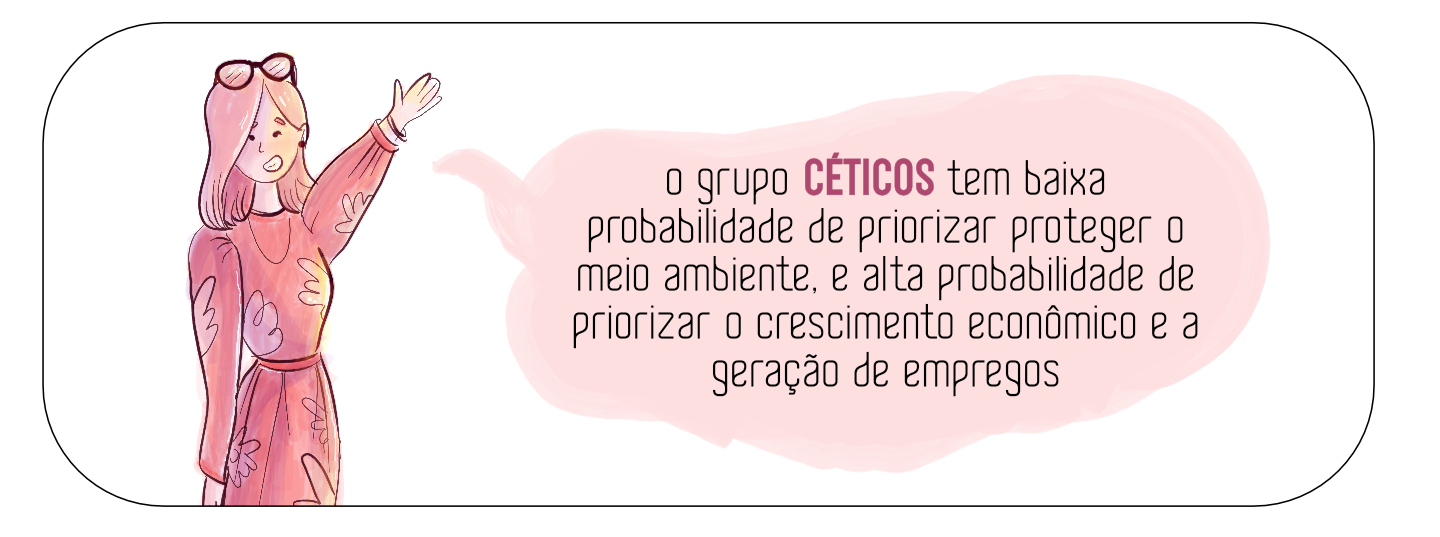 o grupo CÉTICOS tem baixa
probabilidade de priorizar proteger o
meio ambiente, e alta probabilidade de
priorizar o crescimento econômico e a
geração de empregos